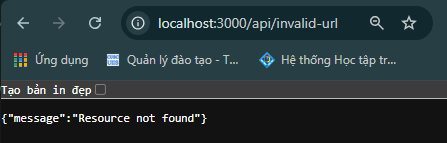 localhost:3000/api/invalid-url
Ứng dụng
Quản lý đào tạo - T...
Hệ thống Học tập tr...
Tạo bản in đẹp
{"message":"Resource not found"}